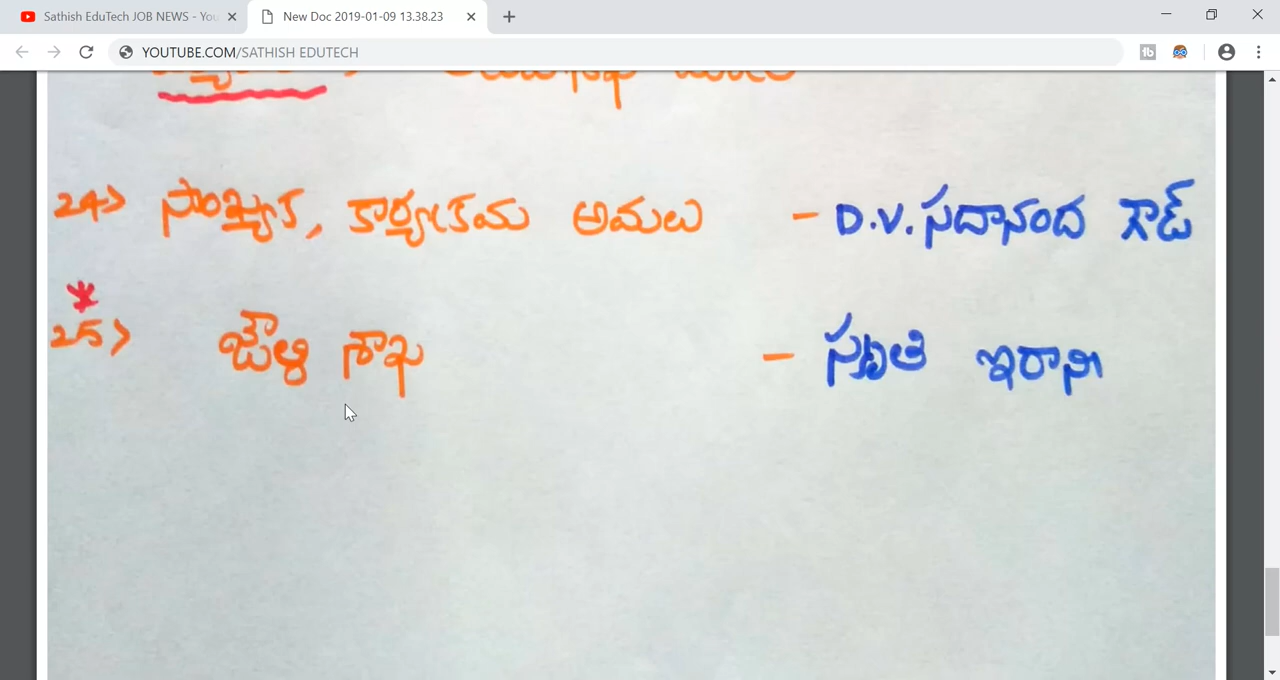 Sathish EduTech JOB NEWS - You
New Doc 2019-01-09 13.38.23
YOUTUBE.COM/SATHISH EDUTECH
24> సాంఖ్యక, కార్యక్రమ అమలు - D.V. సదానంద గౌడ్
*
25> జౌళి శాఖ - స్మృతి ఇరానీ